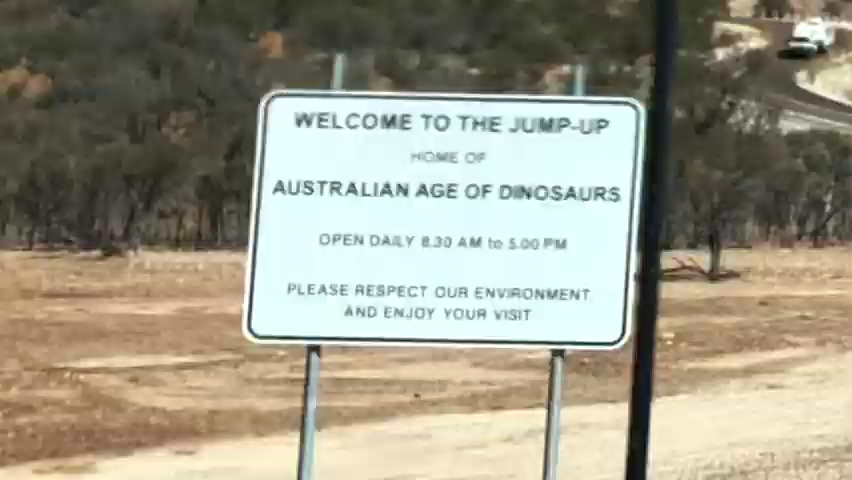 WELCOME TO THE JUMP-UP
HOME OF
AUSTRALIAN AGE OF DINOSAURS
OPEN DAILY 8.30 AM to 5.00 PM
PLEASE RESPECT OUR ENVIRONMENT
AND ENJOY YOUR VISIT